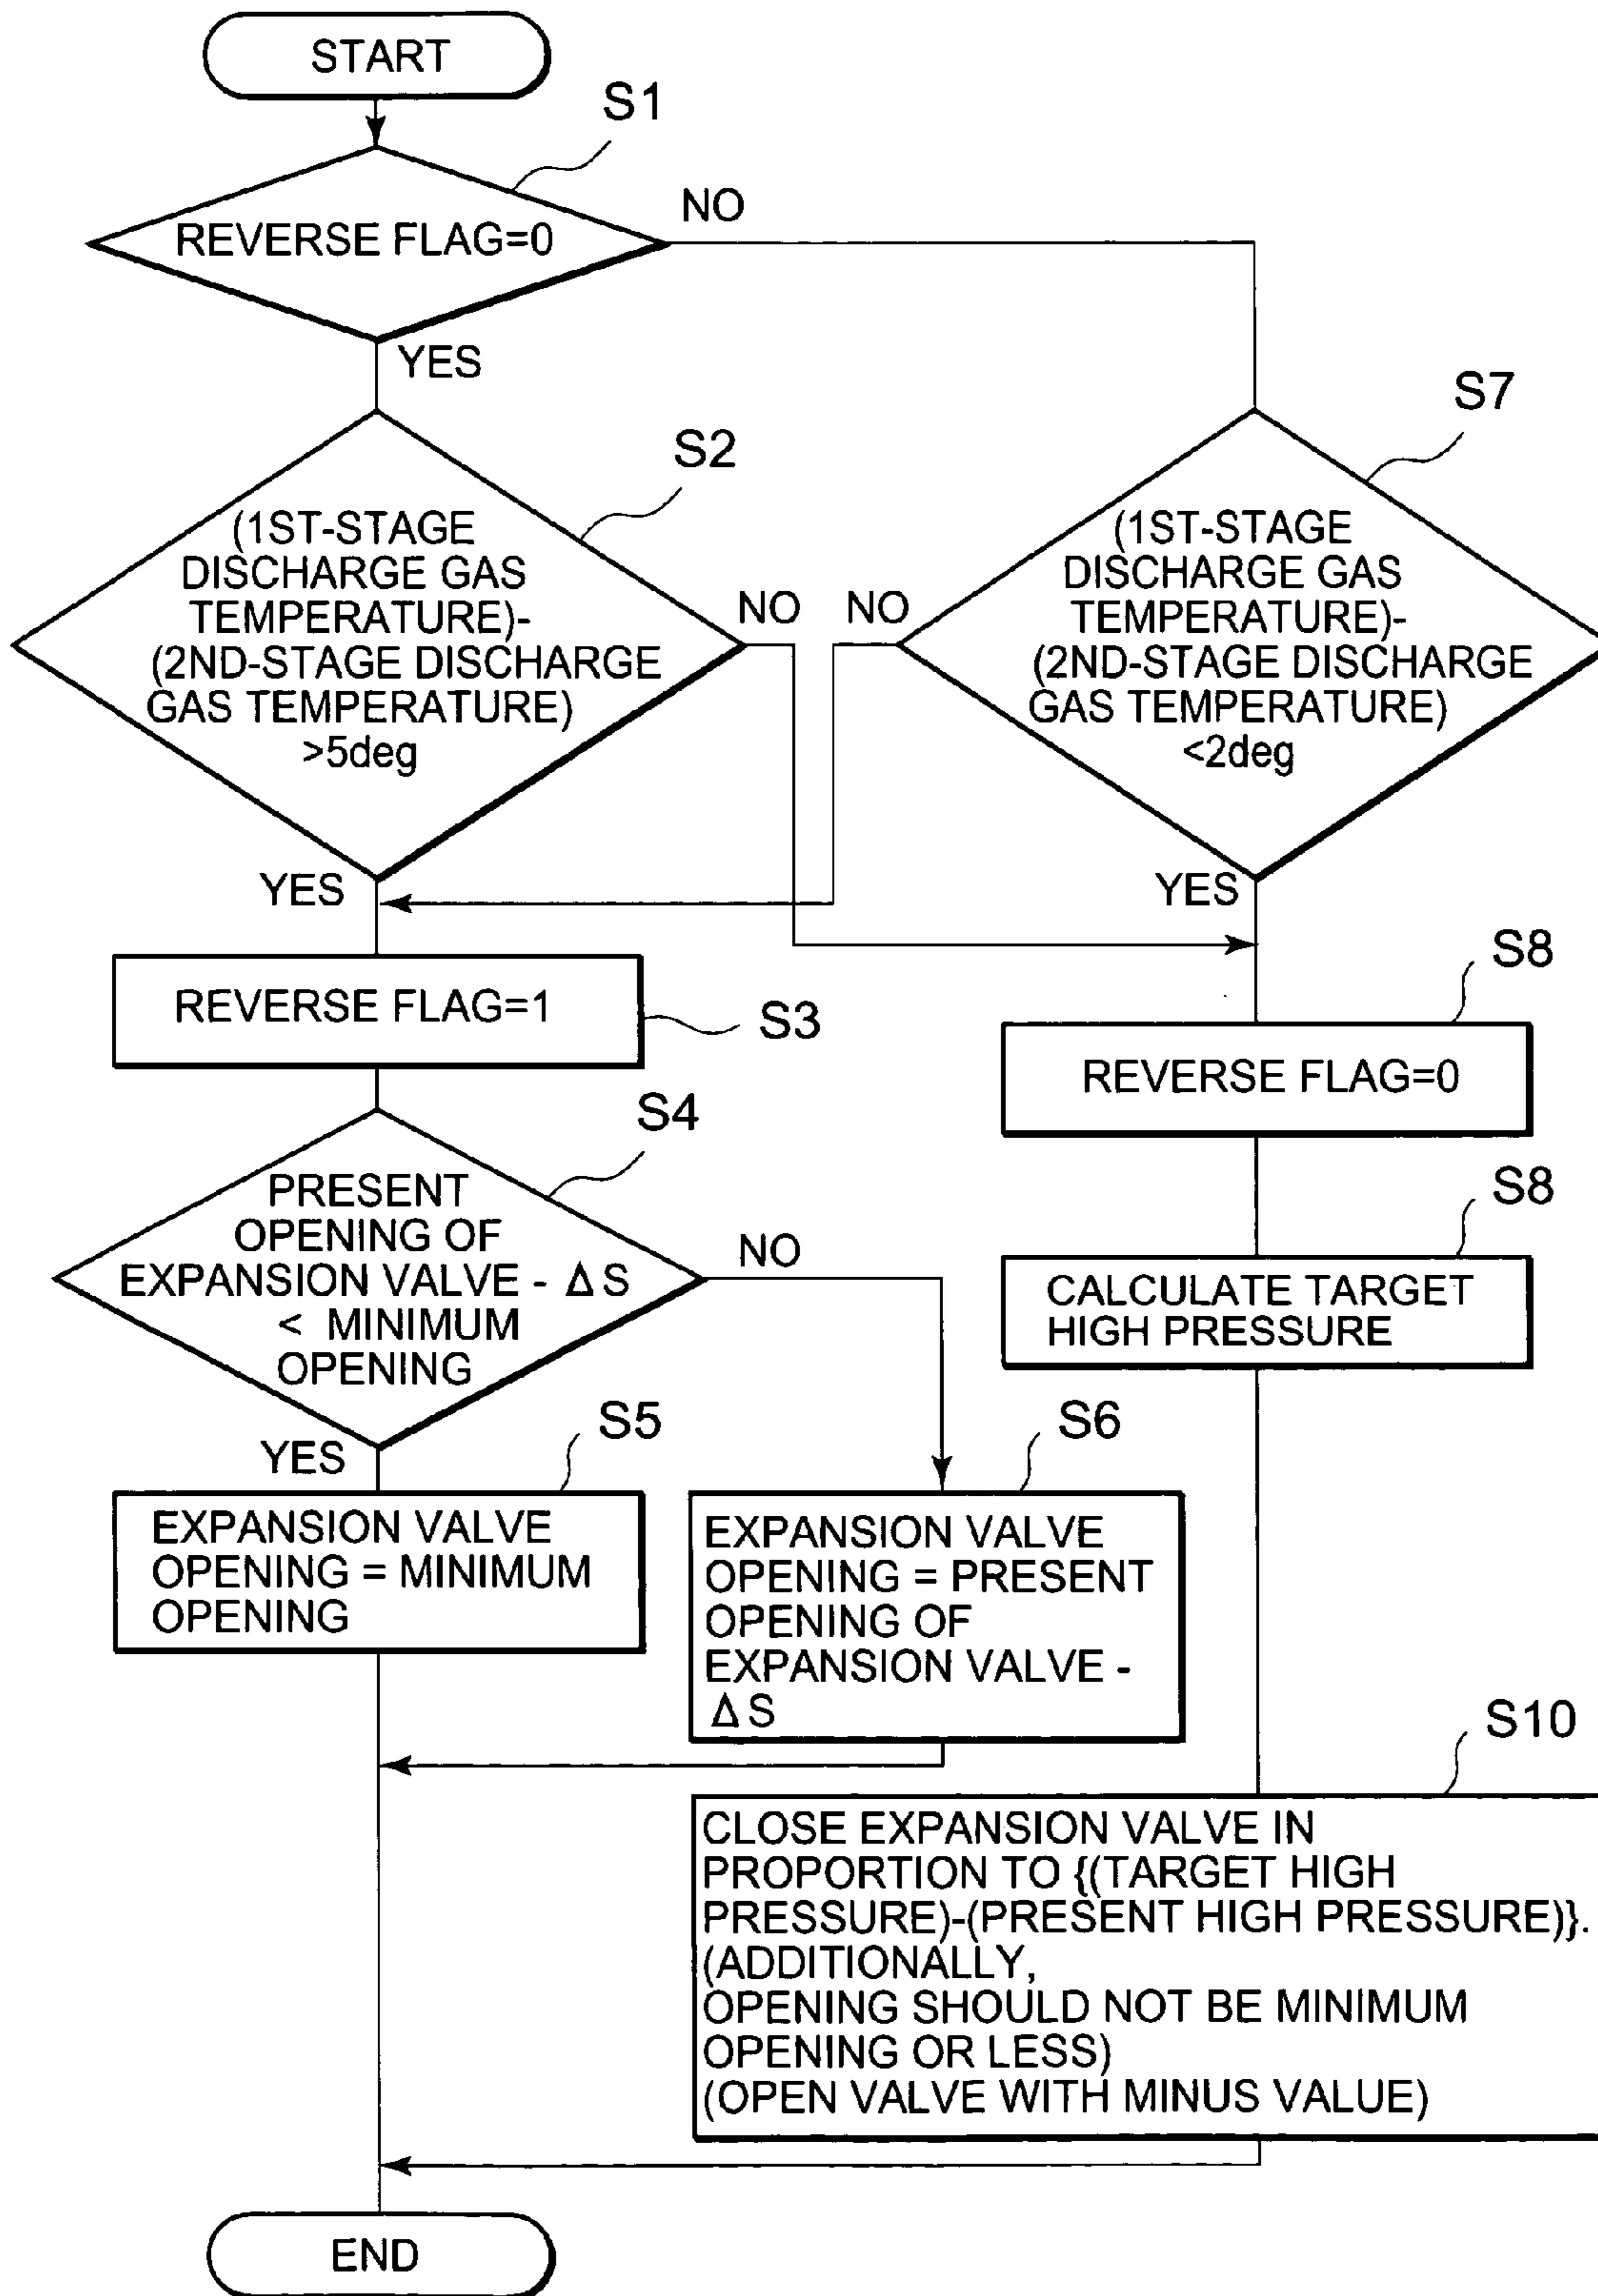 START
S1
REVERSE FLAG=0
NO
YES
S2
(1ST-STAGE
DISCHARGE GAS
TEMPERATURE)-
(2ND-STAGE DISCHARGE
GAS TEMPERATURE)
>5deg
NO
YES
S7
(1ST-STAGE
DISCHARGE GAS
TEMPERATURE)-
(2ND-STAGE DISCHARGE
GAS TEMPERATURE)
<2deg
NO
YES
REVERSE FLAG=1
S3
S8
REVERSE FLAG=0
S4
PRESENT
OPENING OF
EXPANSION VALVE - Δ S
< MINIMUM
OPENING
NO
YES
S8
CALCULATE TARGET
HIGH PRESSURE
S5
EXPANSION VALVE
OPENING = MINIMUM
OPENING
S6
EXPANSION VALVE
OPENING = PRESENT
OPENING OF
EXPANSION VALVE -
Δ S
S10
CLOSE EXPANSION VALVE IN
PROPORTION TO {(TARGET HIGH
PRESSURE)-(PRESENT HIGH PRESSURE)}.
(ADDITIONALLY,
OPENING SHOULD NOT BE MINIMUM
OPENING OR LESS)
(OPEN VALVE WITH MINUS VALUE)
END